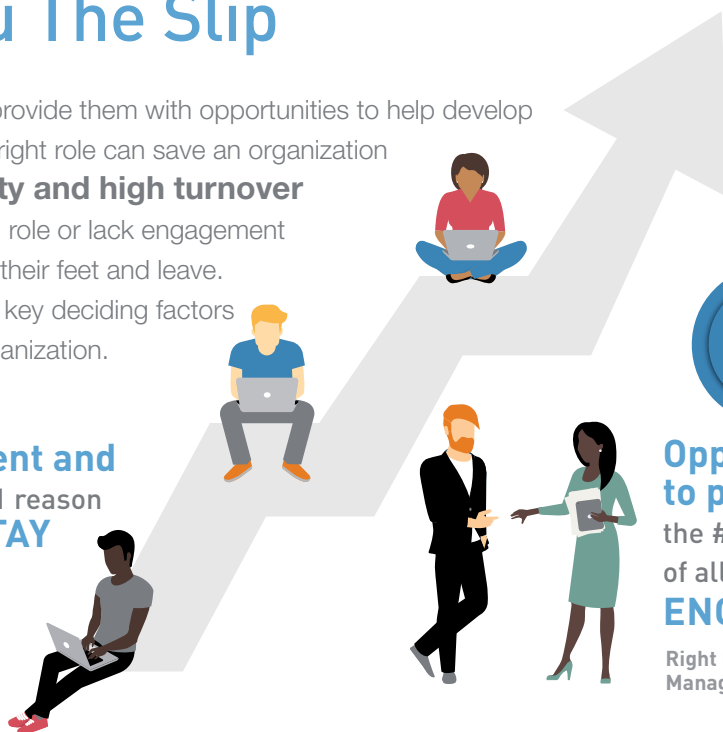 u The Slip
provide them with opportunities to help develop
right role can save an organization
ty and high turnover
role or lack engagement
their feet and leave.
key deciding factors
anization.
ent and
1 reason
TAY
Opp
to p
the #
of all
ENG
Right
Manag